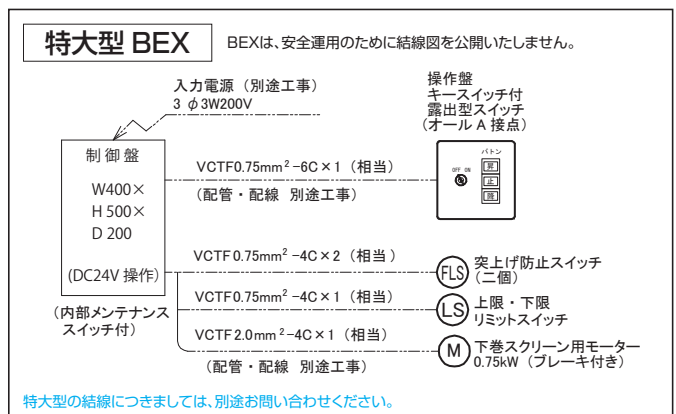 特大型 BEX
BEXは、安全運用のために結線図を公開いたしません。
入力電源（別途工事）
3 φ3W200V
操作盤
キースイッチ付
露出型スイッチ
（オール A 接点）
制 御 盤
W400×
H 500×
D 200
(DC24V 操作)
（内部メンテナンス
スイッチ付）
VCTF0.75mm²-6C×1（相当）
（配管・配線 別途工事）
バトン
OFF ON
昇
止
降
VCTF0.75mm²-4C×2（相当）
FLS
突上げ防止スイッチ
（二個）
VCTF0.75mm²-4C×1（相当）
LS
上限・下限
リミットスイッチ
VCTF2.0mm²-4C×1（相当）
（配管・配線 別途工事）
M
下巻スクリーン用モーター
0.75kW（ブレーキ付き）
特大型の結線につきましては、別途お問い合わせください。